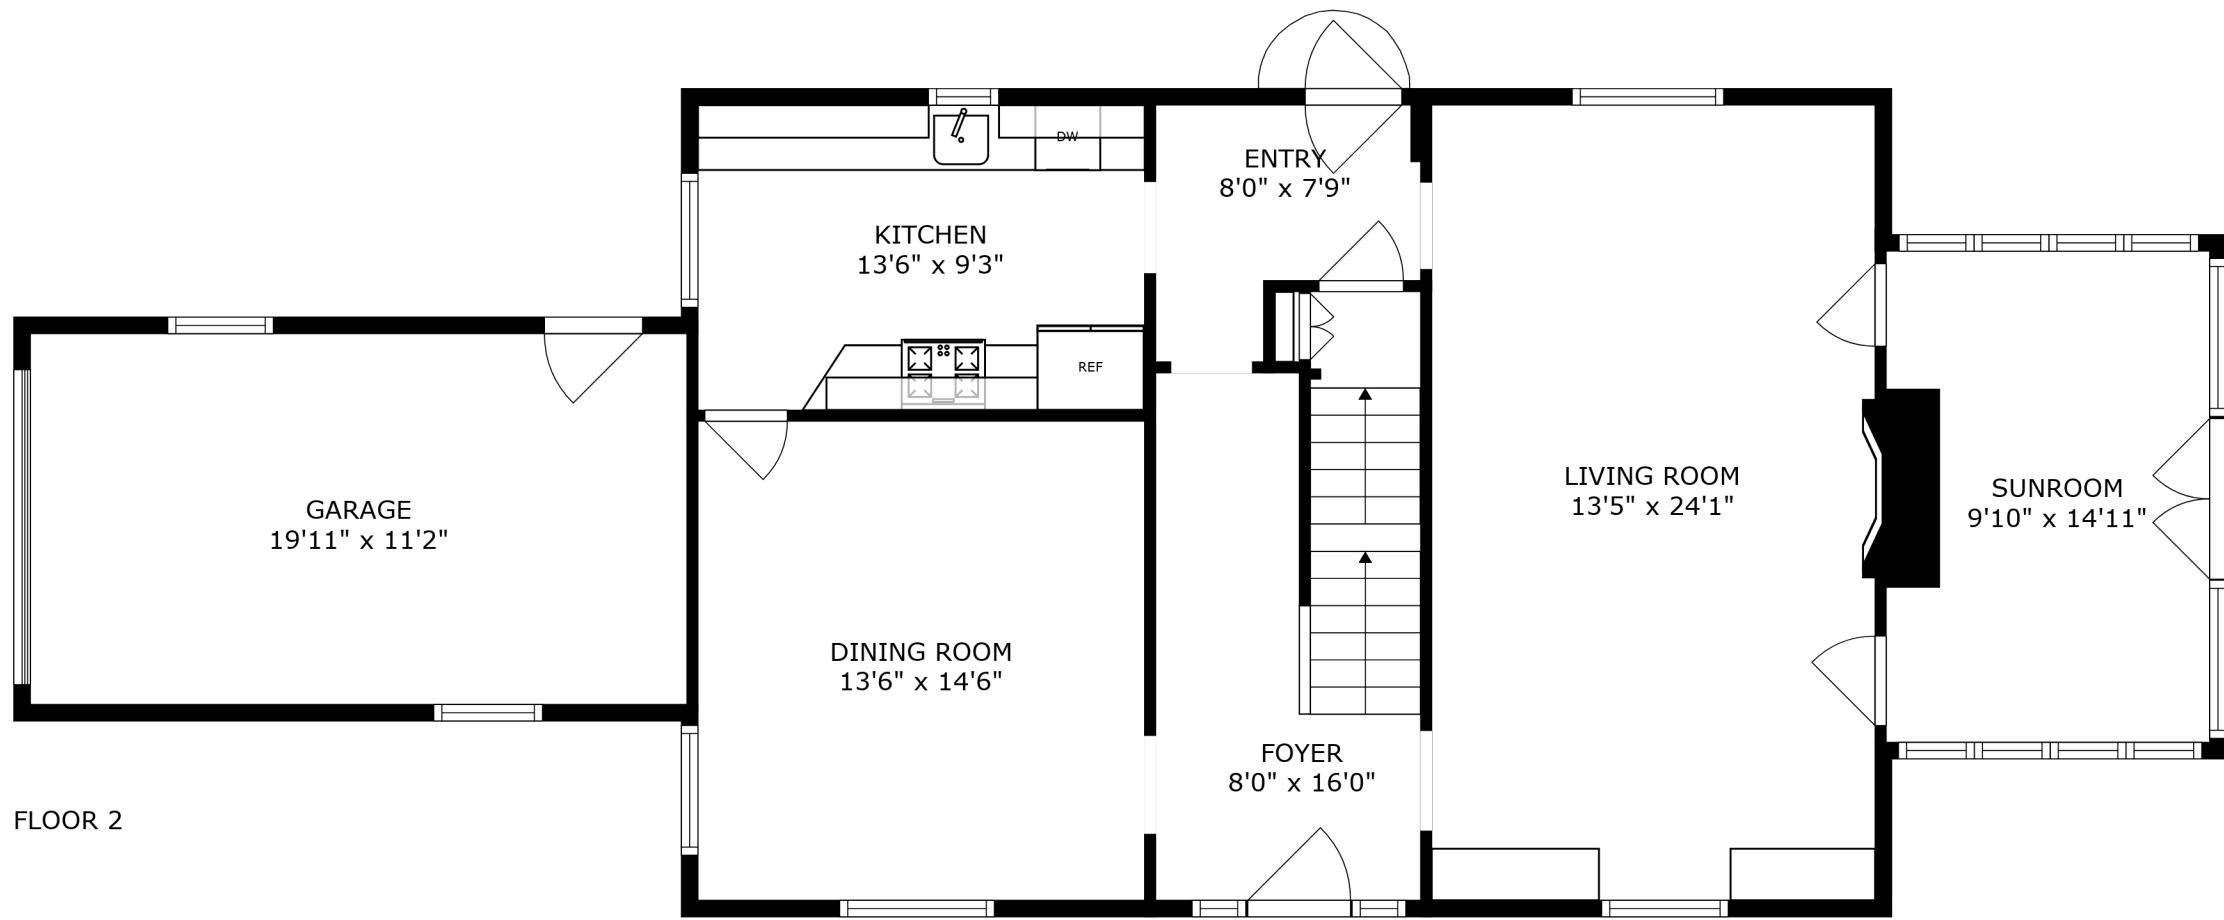 DW
ENTRY
8'0" x 7'9"
KITCHEN
13'6" x 9'3"
REF
LIVING ROOM
13'5" x 24'1"
SUNROOM
9'10" x 14'11"
GARAGE
19'11" x 11'2"
DINING ROOM
13'6" x 14'6"
FOYER
8'0" x 16'0"
FLOOR 2